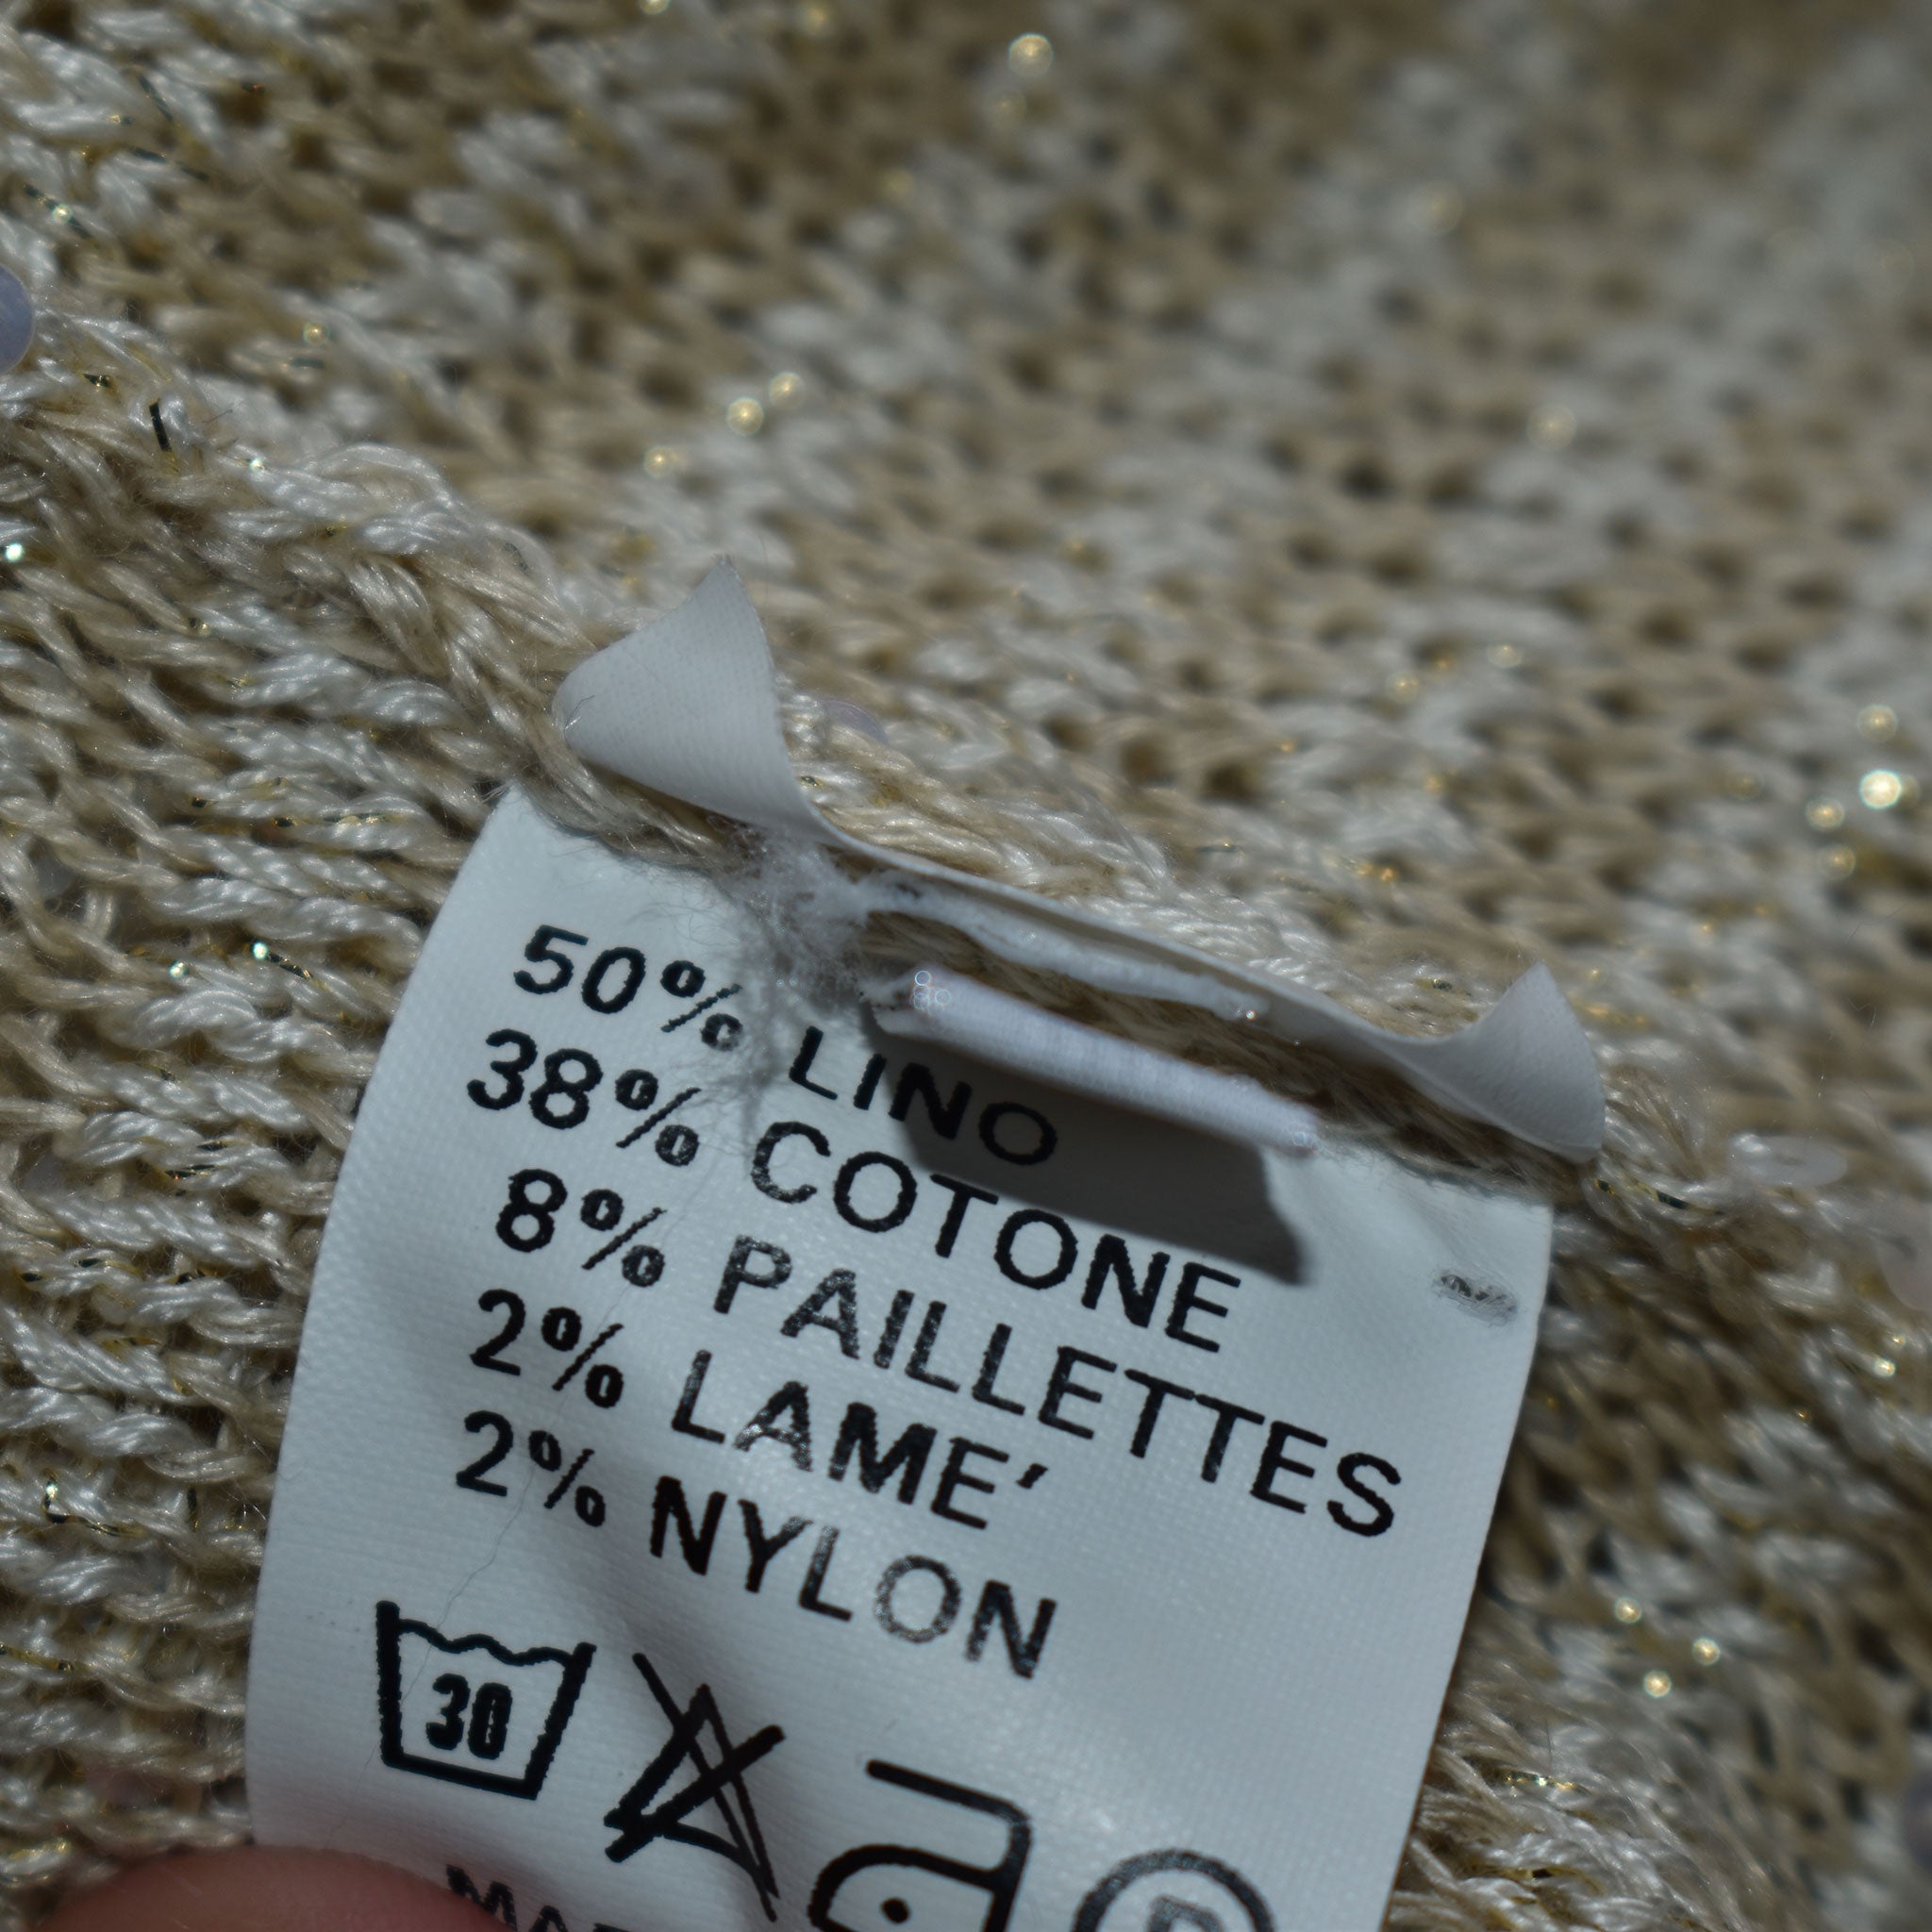 50% LINO
38% COTONE
8% PAILLETTES
2% LAME'
2% NYLON
30
P